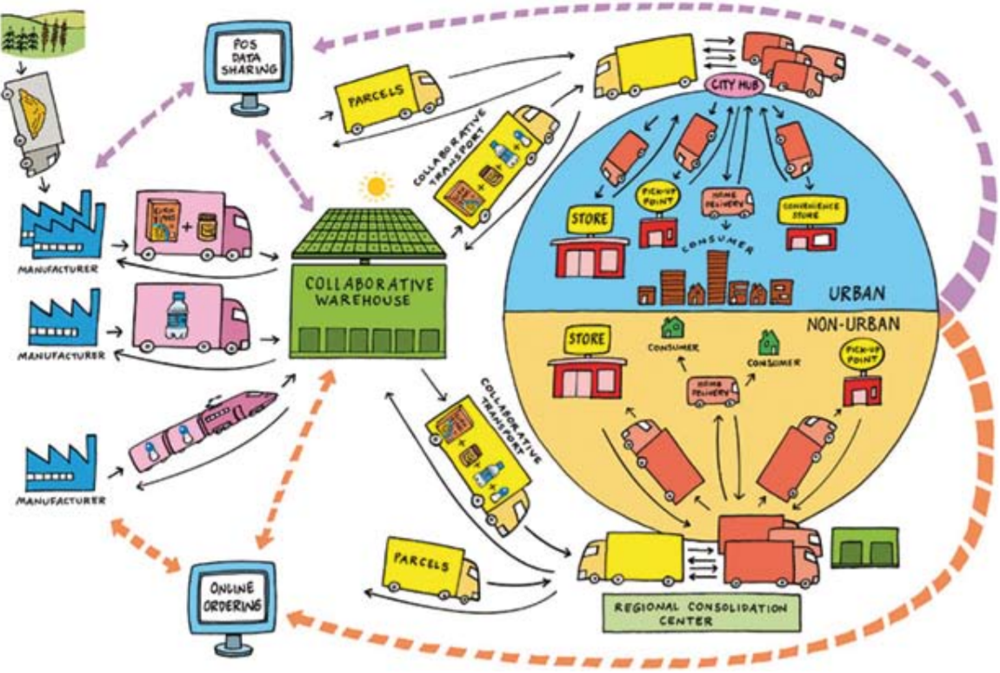 POS
DATA
SHARING
PARCELS
COLLABORATIVE
TRANSPORT
CITY HUB
MANUFACTURER
COLLABORATIVE
WAREHOUSE
MANUFACTURER
MANUFACTURER
STORE
PICK-UP
POINT
HOME
DELIVERY
CONVENIENCE
STORE
CONSUMER
URBAN
NON-URBAN
STORE
CONSUMER
CONSUMER
PICK-UP
POINT
HOME
DELIVERY
COLLABORATIVE
TRANSPORT
ONLINE
ORDERING
PARCELS
REGIONAL CONSOLIDATION
CENTER